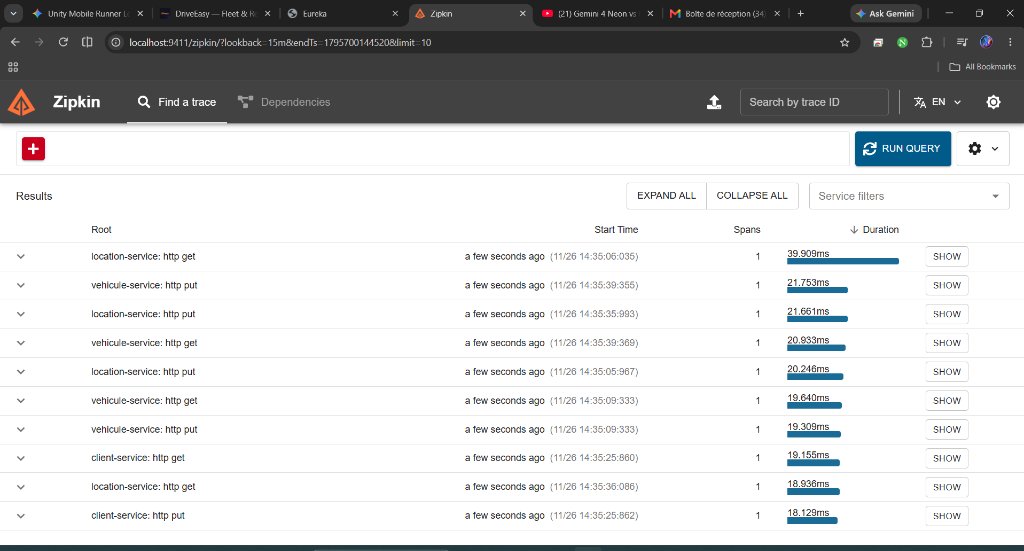 Unity Mobile Runner
DriveEasy — Fleet & R
Eureka
Zipkin
(21) Gemini 4 Neon vs
Boîte de réception (34
Ask Gemini
localhost:9411/zipkin/?lookback=15m&endTs=1795700144520&limit=10
All Bookmarks
Zipkin
Find a trace
Dependencies
Search by trace ID
EN
RUN QUERY
Results
EXPAND ALL
COLLAPSE ALL
Service filters
Root Start Time Spans Duration
location-service: http get a few seconds ago (11/26 14:35:06:035) 1 39.909ms SHOW
vehicule-service: http put a few seconds ago (11/26 14:35:39:355) 1 21.753ms SHOW
location-service: http put a few seconds ago (11/26 14:35:35:993) 1 21.661ms SHOW
vehicule-service: http get a few seconds ago (11/26 14:35:39:369) 1 20.933ms SHOW
location-service: http put a few seconds ago (11/26 14:35:05:967) 1 20.246ms SHOW
vehicule-service: http get a few seconds ago (11/26 14:35:09:333) 1 19.640ms SHOW
vehicule-service: http put a few seconds ago (11/26 14:35:09:333) 1 19.309ms SHOW
client-service: http get a few seconds ago (11/26 14:35:25:860) 1 19.155ms SHOW
location-service: http get a few seconds ago (11/26 14:35:36:086) 1 18.936ms SHOW
client-service: http put a few seconds ago (11/26 14:35:25:862) 1 18.129ms SHOW